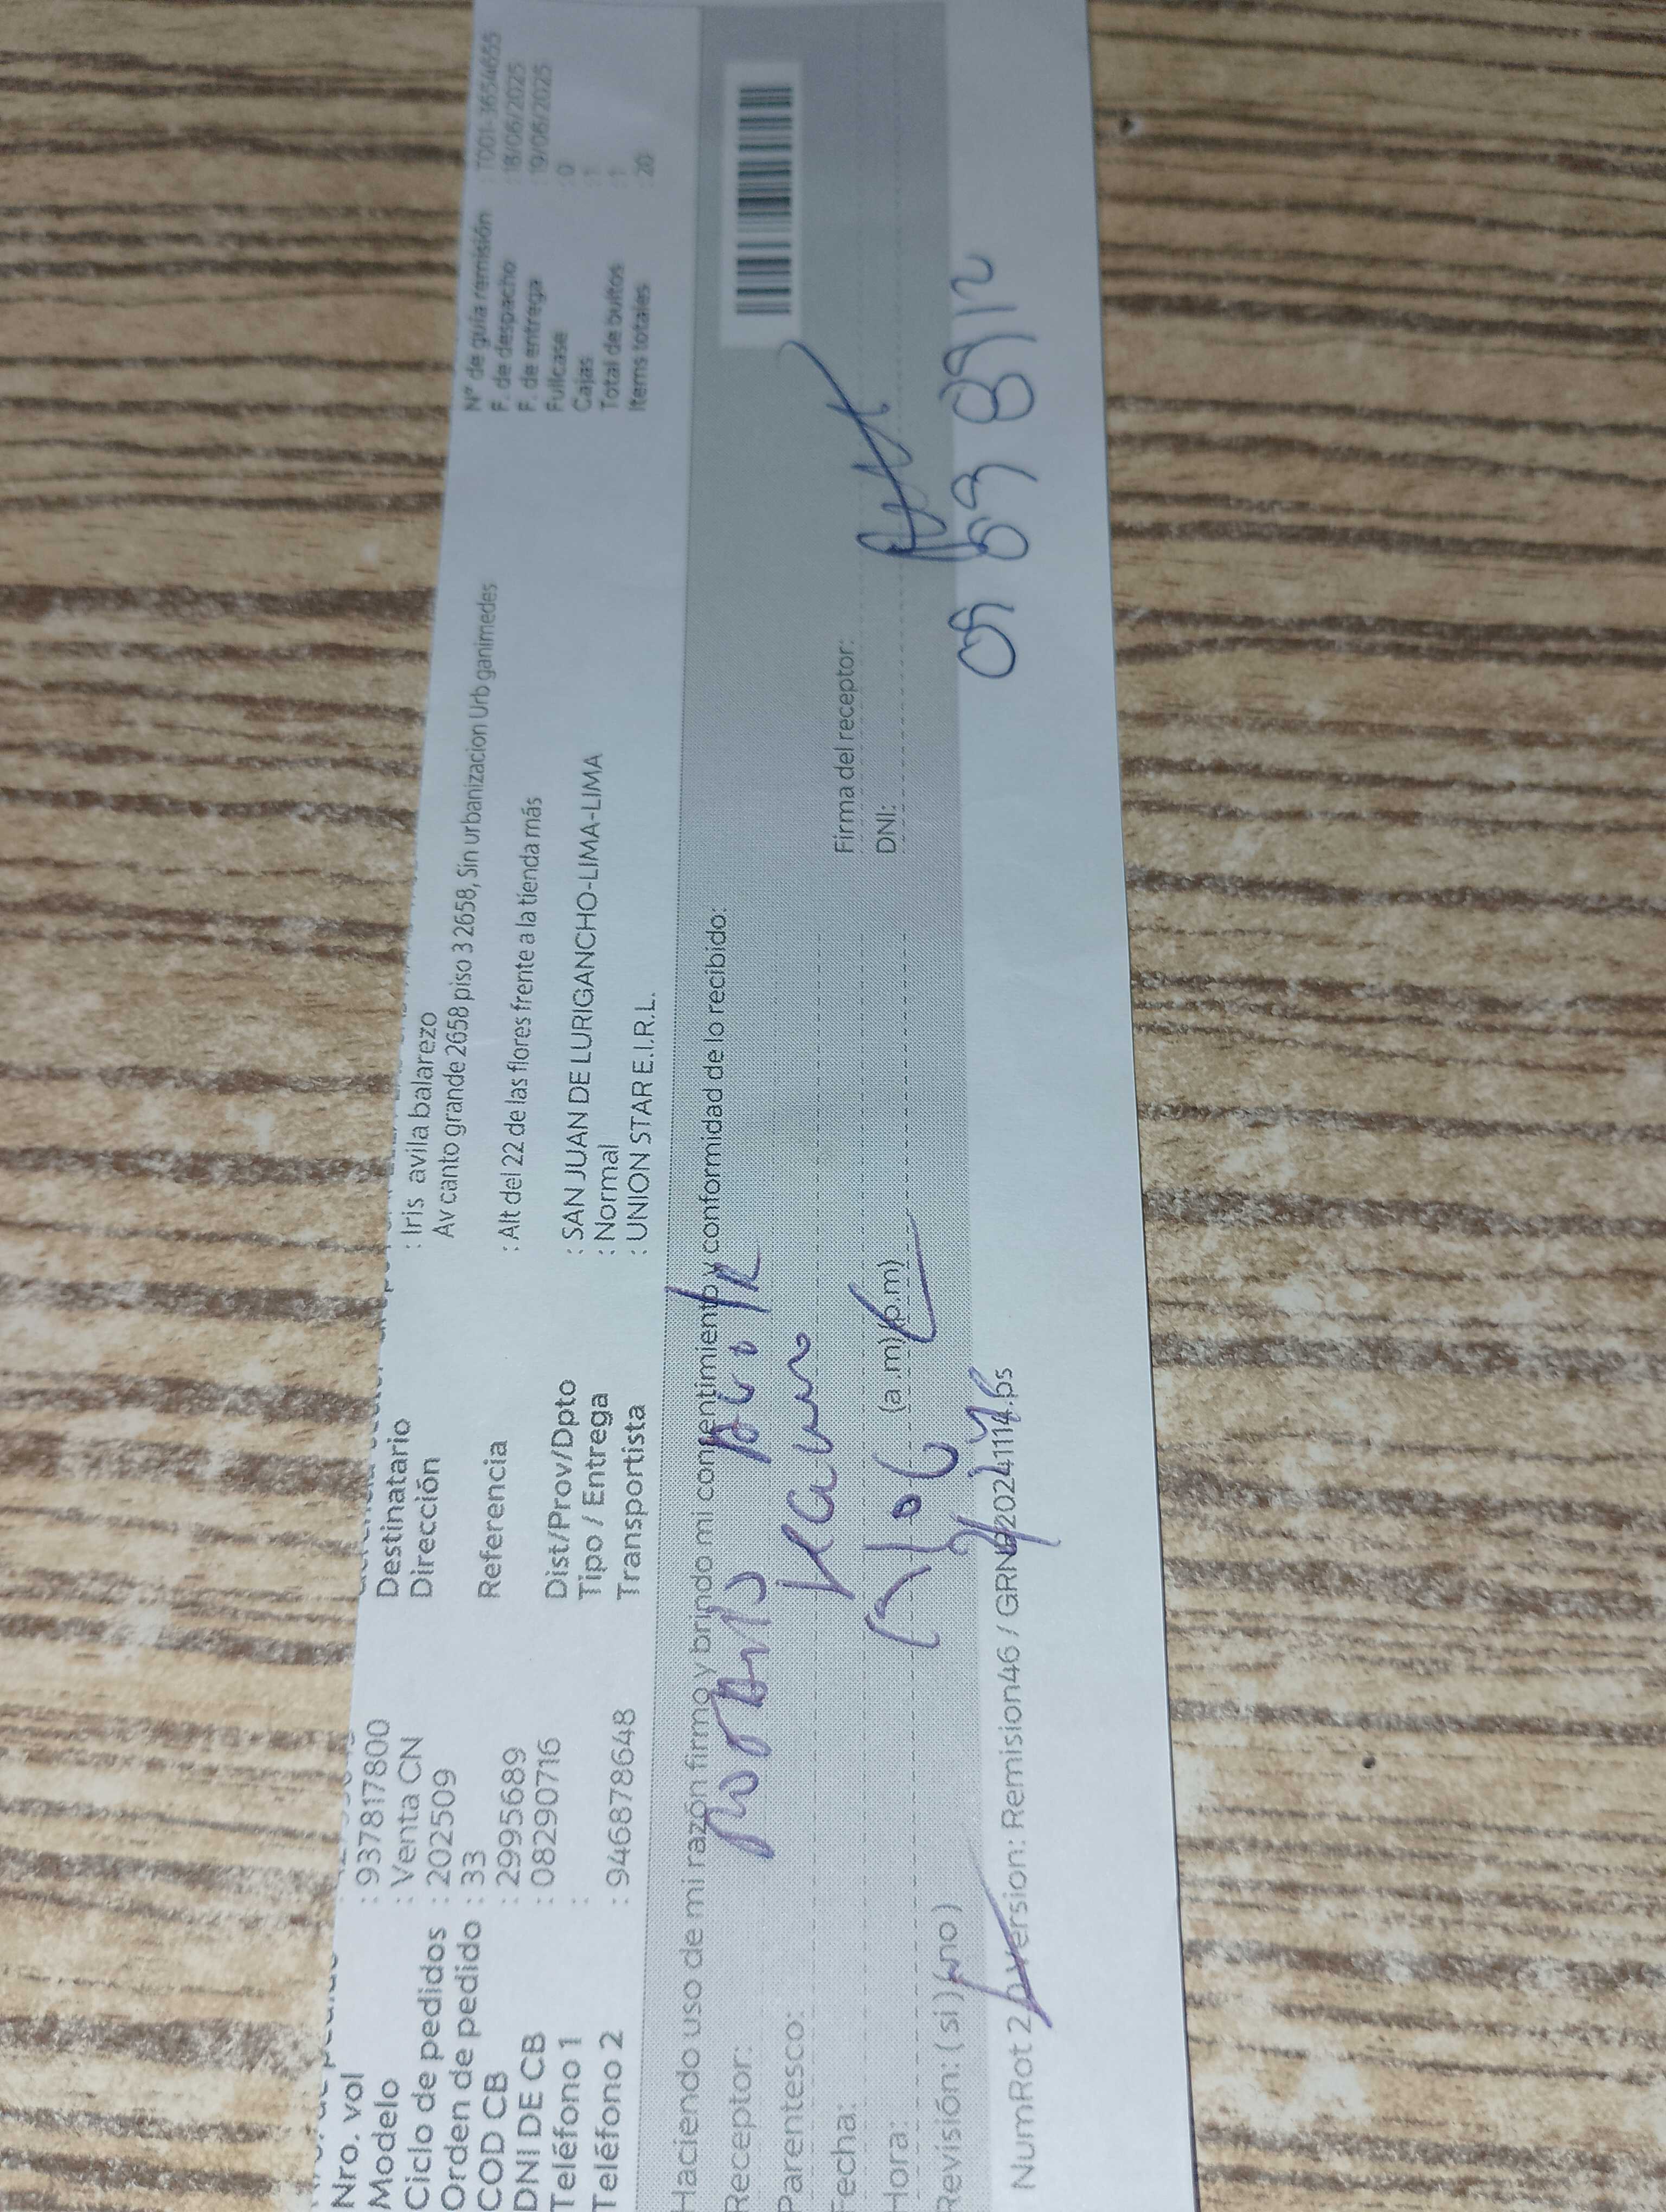 Nro. vol : 937817800
Modelo : Venta CN
Ciclo de pedidos : 202509
Orden de pedido : 33
COD CB : 2995689
DNI DE CB : 08290716
Teléfono 1 :
Teléfono 2 : 946878648
Destinatario : Iris avila balarezo
Dirección Av canto grande 2658 piso 3 2658, Sin urbanizacion Urb ganimedes
Referencia : Alt del 22 de las flores frente a la tienda más
Dist/Prov/Dpto : SAN JUAN DE LURIGANCHO-LIMA-LIMA
Tipo / Entrega : Normal
Transportista : UNION STAR E.I.R.L.
N° de guía remisión : T001-36544655
F. de despacho : 18/06/2025
F. de entrega : 19/06/2025
Fullcase : 0
Cajas : 1
Total de bultos : 1
Items totales : 20
Haciendo uso de mi razón firmo y brindo mi consentimiento y conformidad de lo recibido:
Receptor:
Parentesco:
Fecha:
Hora: (a .m) (p.m)
Revisión: ( si ) ( no )
Firma del receptor:
DNI:
NumRot 2 version: Remision46 / GRN920241114.bs